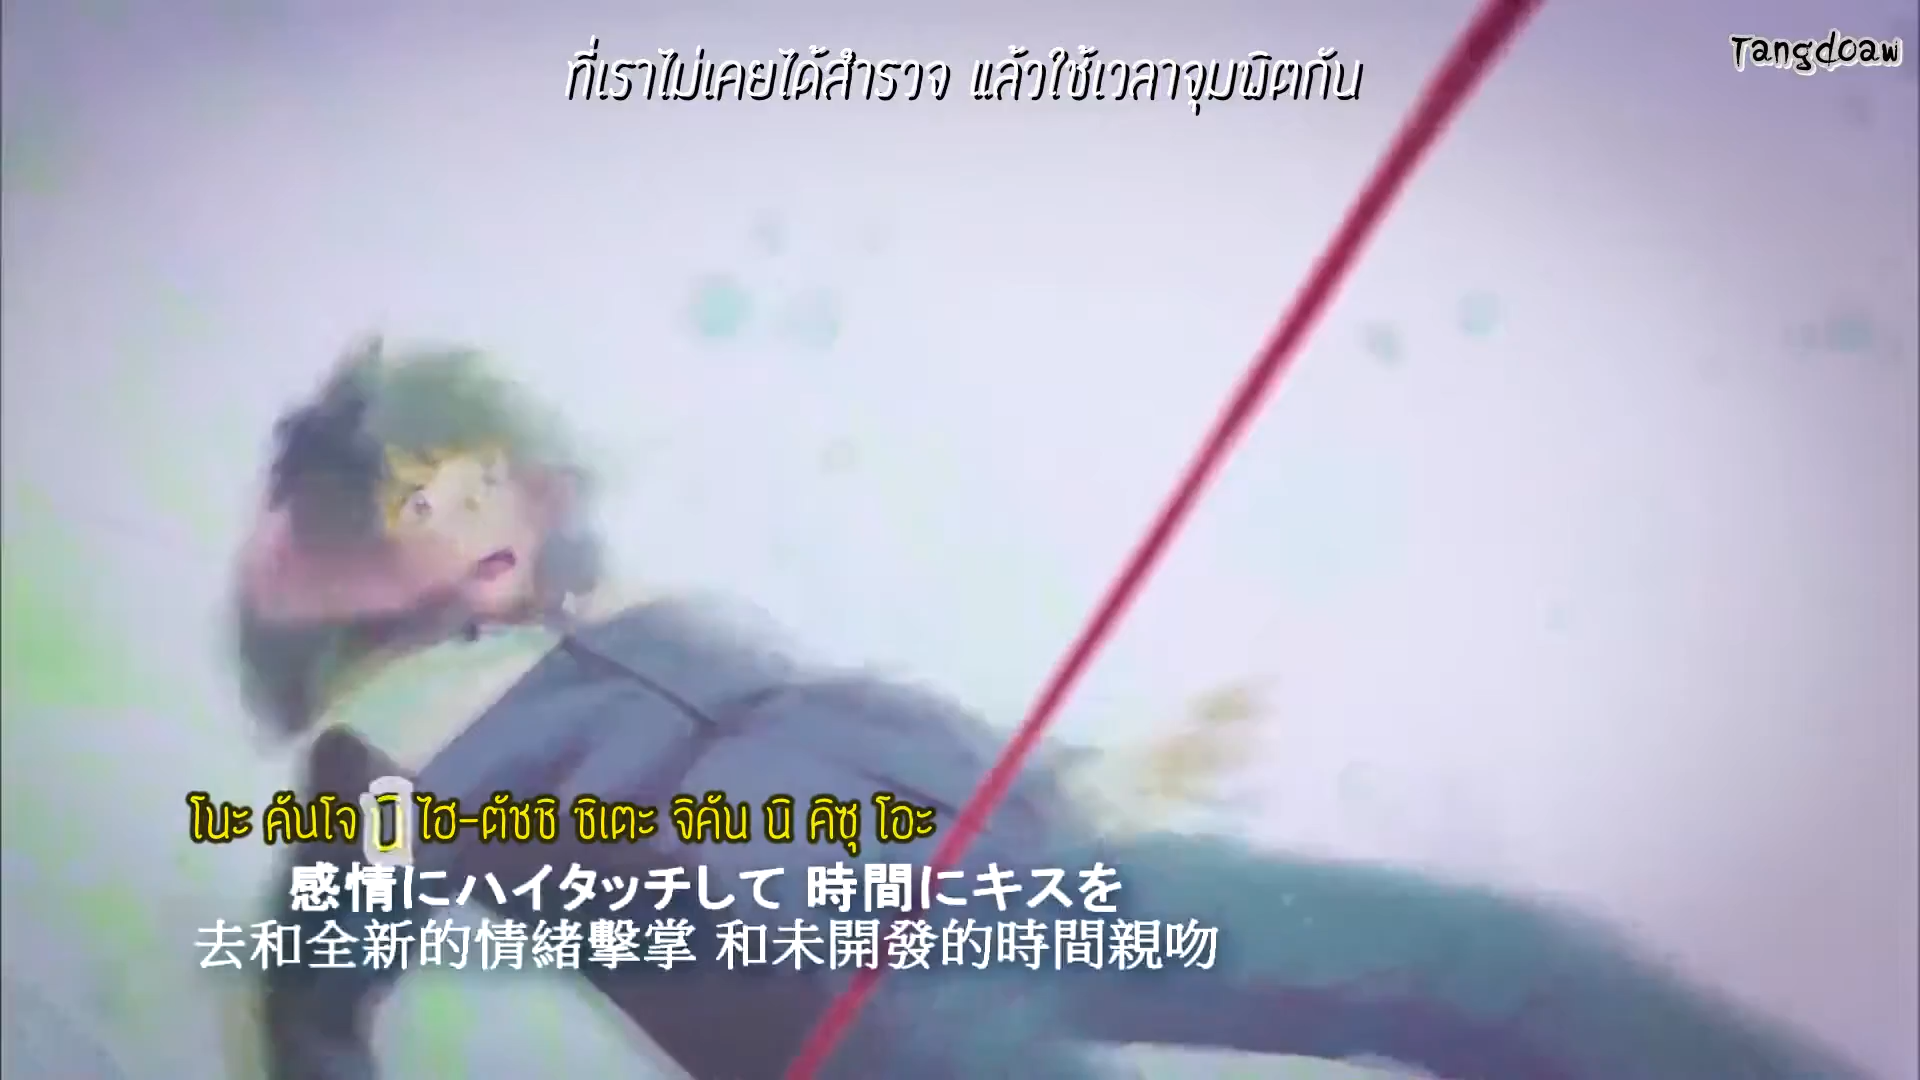 ที่เราไม่เคยได้สำรวจ แล้วใช้เวลาจุมพิตกัน
Tangdoaw
โนะ คันโจ นิ ไฮ-ตัชชิ ชิเตะ จิคัน นิ คิซุ โอะ
感情にハイタッチして 時間にキスを
去和全新的情緒擊掌 和未開發的時間親吻